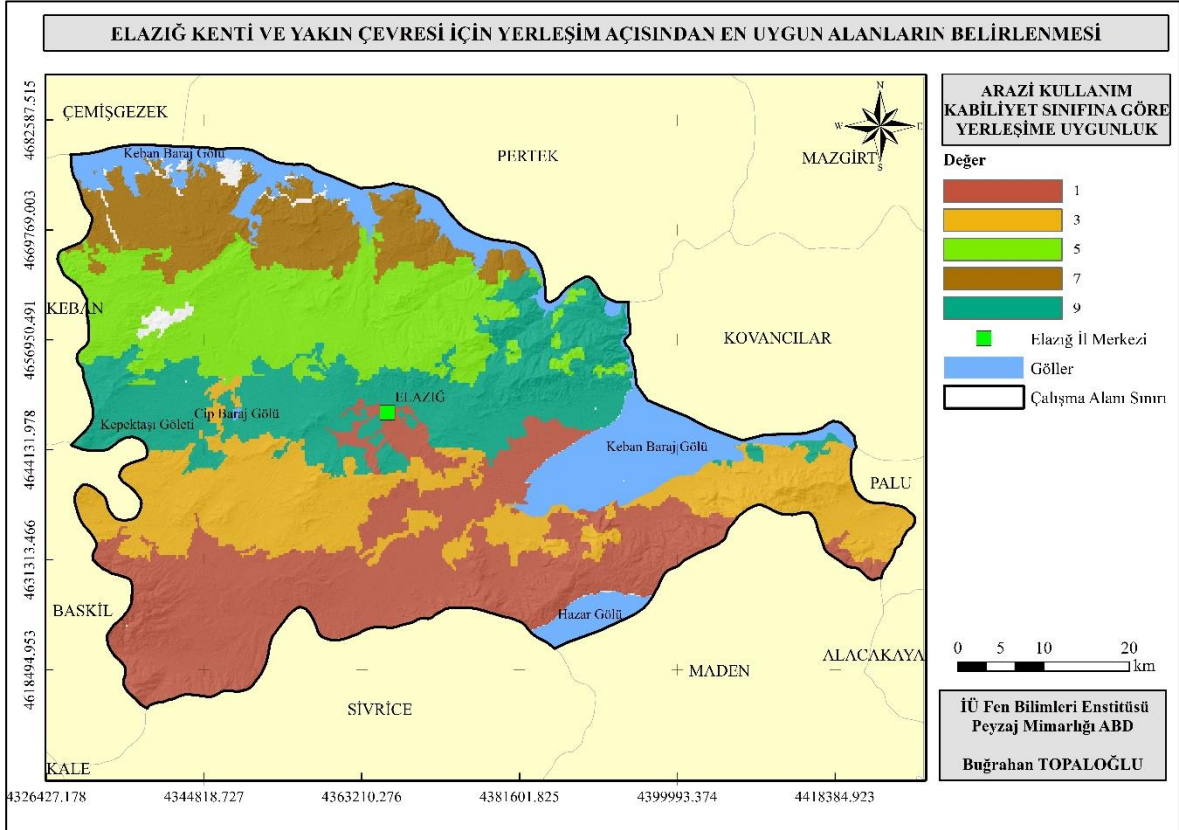 ELAZIĞ KENTİ VE YAKIN ÇEVRESİ İÇİN YERLEŞİM AÇISINDAN EN UYGUN ALANLARIN BELİRLENMESİ
ARAZİ KULLANIM
KABİLİYET SINIFINA GÖRE
YERLEŞİME UYGUNLUK
Değer
1
3
5
7
9
Elazığ İl Merkezi
Göller
Çalışma Alanı Sınırı
ÇEMİŞGEZEK
Keban Baraj Gölü
PERTEK
MAZGİRT
N
W
E
S
KEBAN
KOVANCILAR
ELAZIĞ
Cip Baraj Gölü
Kepektaşı Göleti
Keban Baraj Gölü
PALU
BASKİL
Hazar Gölü
ALACAKAYA
MADEN
SİVRİCE
KALE
4682587.515
4669769.003
4656950.491
4644131.978
4631313.466
4618494.953
4326427.178
4344818.727
4363210.276
4381601.825
4399993.374
4418384.923
0 5 10 20
km
İÜ Fen Bilimleri Enstitüsü
Peyzaj Mimarlığı ABD
Buğrahan TOPALOĞLU